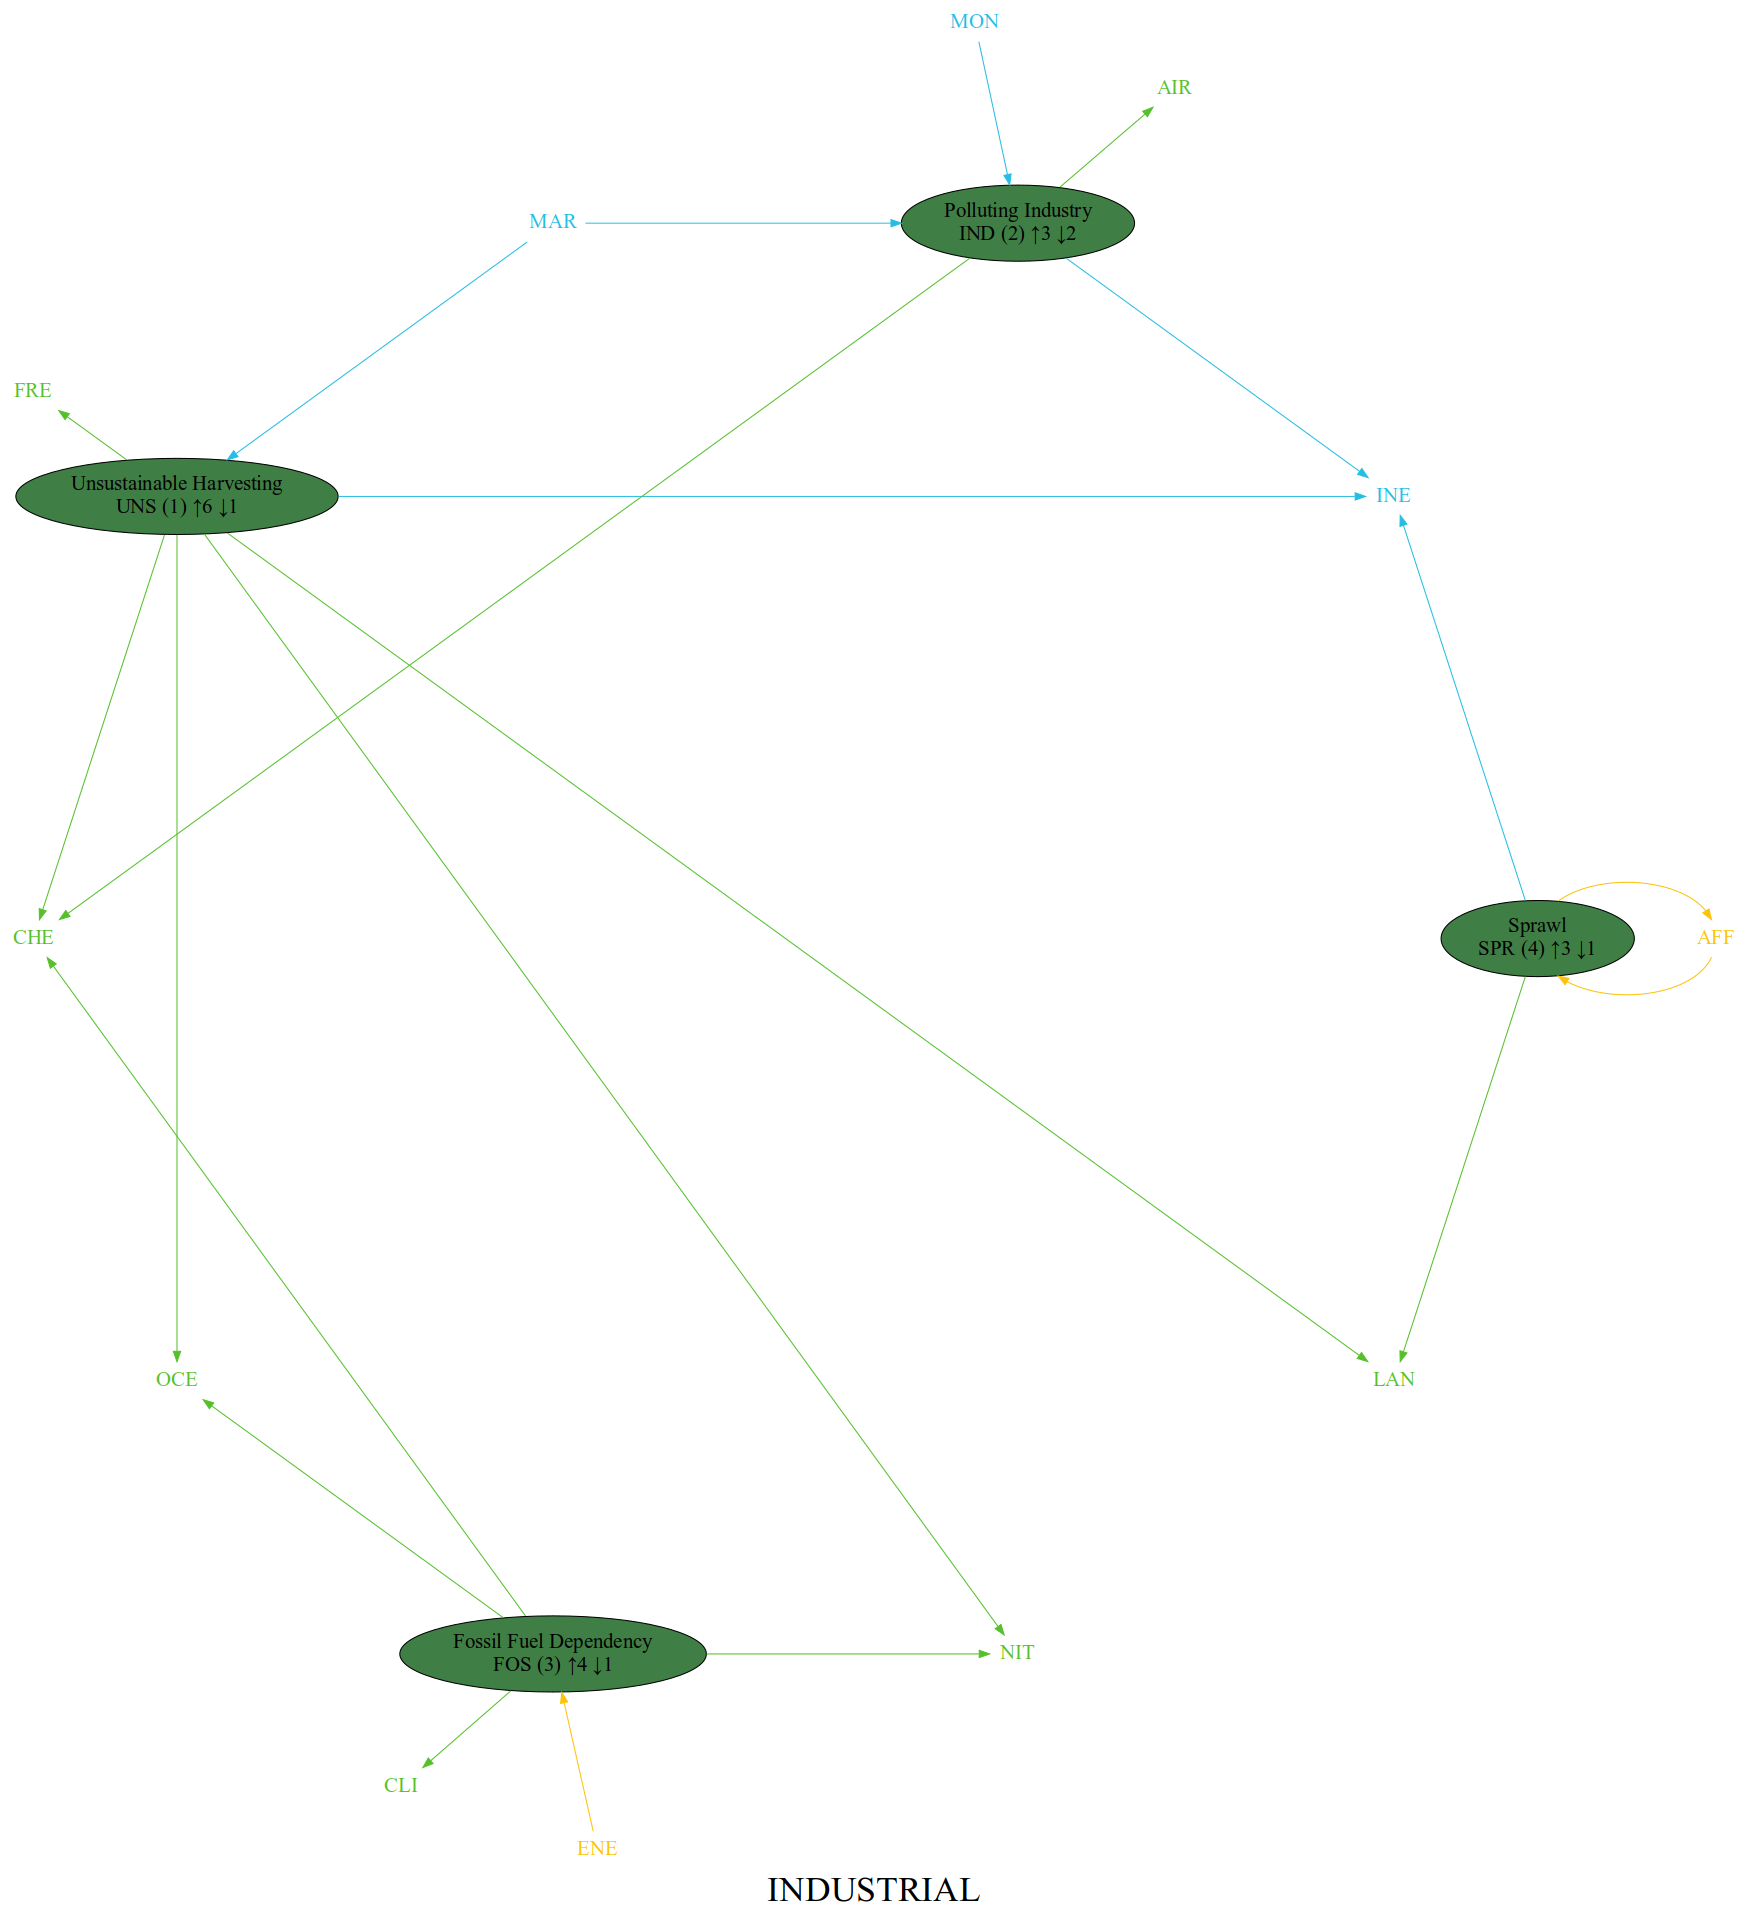 MON
AIR
Polluting Industry
IND (2) ↑3 ↓2
MAR
FRE
Unsustainable Harvesting
UNS (1) ↑6 ↓1
INE
Sprawl
SPR (4) ↑3 ↓1
CHE
AFF
OCE
LAN
Fossil Fuel Dependency
FOS (3) ↑4 ↓1
NIT
CLI
ENE
INDUSTRIAL